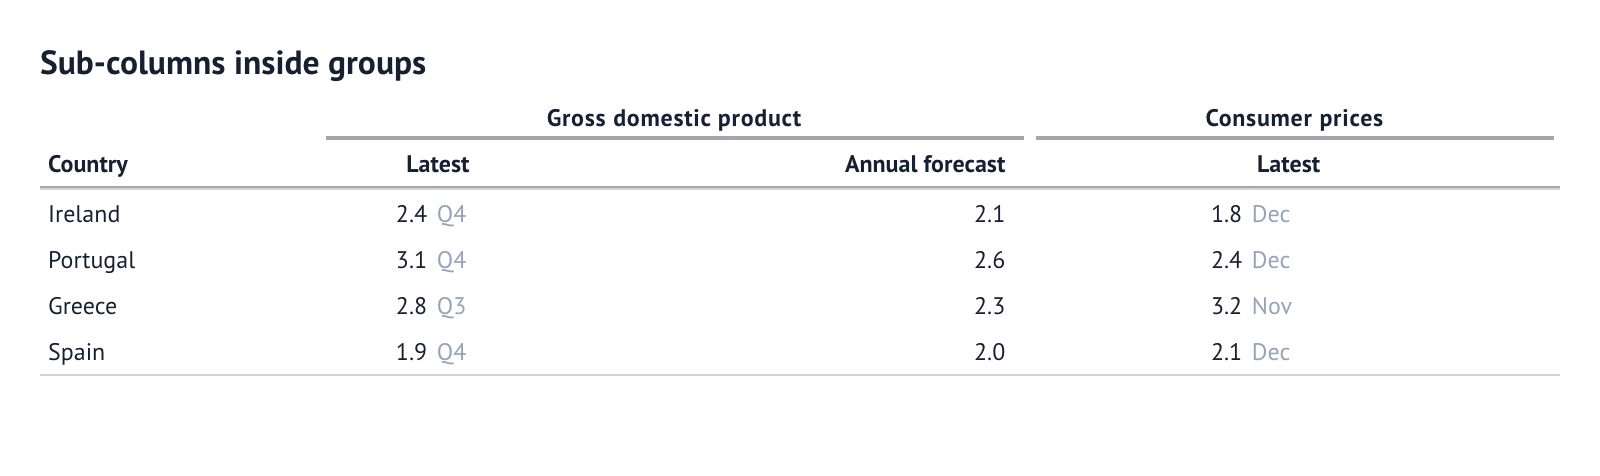 Sub-columns inside groups
Gross domestic product Consumer prices
Country Latest Annual forecast Latest
Ireland 2.4 Q4 2.1 1.8 Dec
Portugal 3.1 Q4 2.6 2.4 Dec
Greece 2.8 Q3 2.3 3.2 Nov
Spain 1.9 Q4 2.0 2.1 Dec